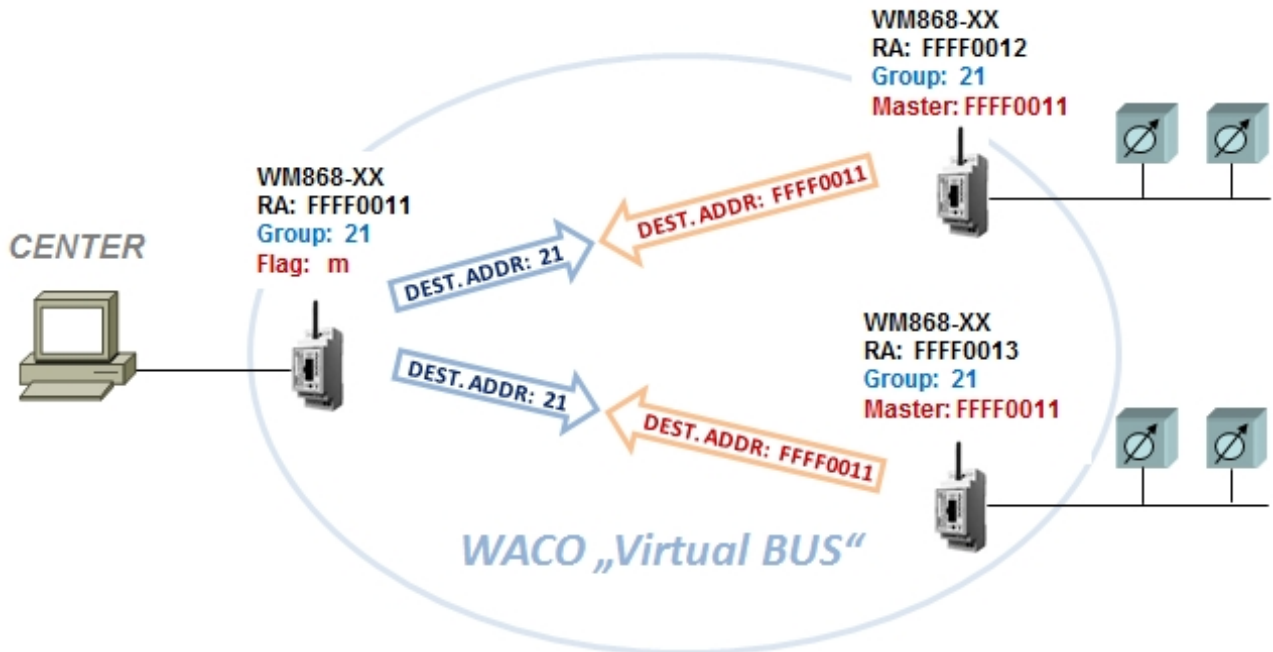 WM868-XX
RA: FFFF0012
Group: 21
Master: FFFF0011
WM868-XX
RA: FFFF0011
Group: 21
Flag: m
CENTER
DEST. ADDR: 21
DEST. ADDR: FFFF0011
DEST. ADDR: 21
DEST. ADDR: FFFF0011
WM868-XX
RA: FFFF0013
Group: 21
Master: FFFF0011
WACO „Virtual BUS“